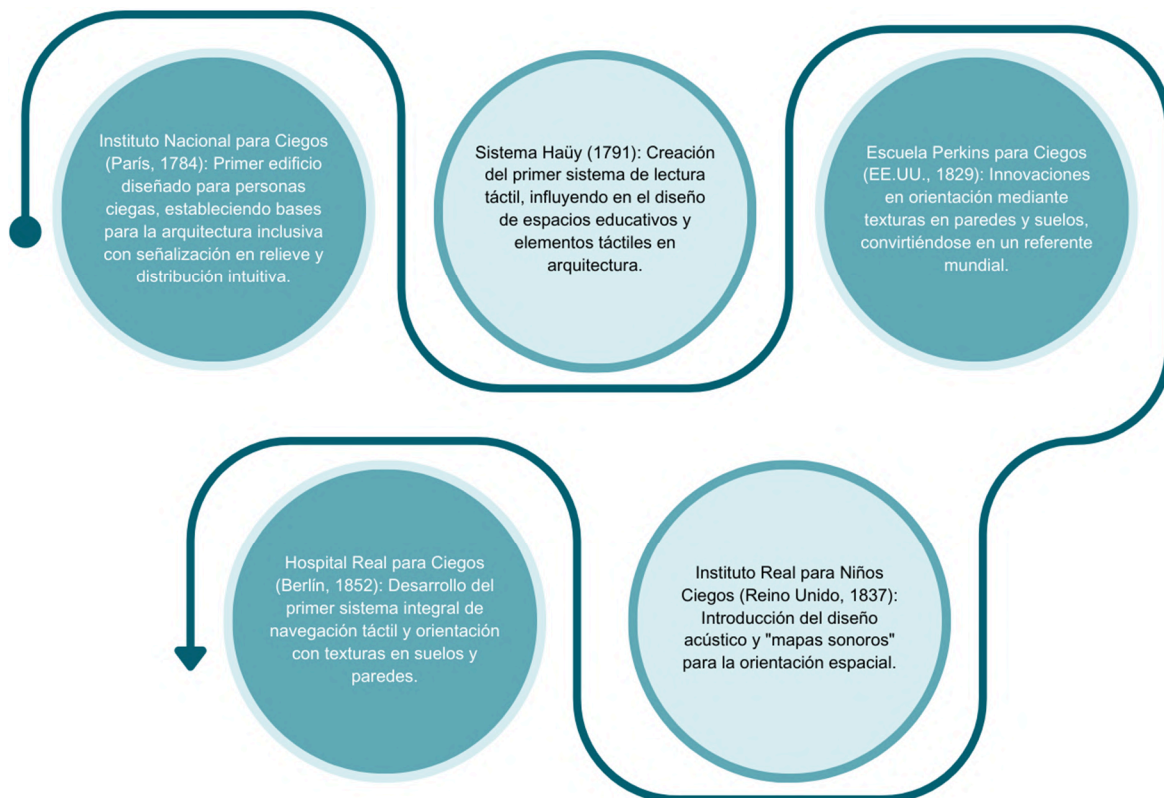 Instituto Nacional para Ciegos
(París, 1784): Primer edificio
diseñado para personas
ciegas, estableciendo bases
para la arquitectura inclusiva
con señalización en relieve y
distribución intuitiva.
Sistema Haüy (1791): Creación
del primer sistema de lectura
táctil, influyendo en el diseño
de espacios educativos y
elementos táctiles en
arquitectura.
Escuela Perkins para Ciegos
(EE.UU., 1829): Innovaciones
en orientación mediante
texturas en paredes y suelos,
convirtiéndose en un referente
mundial.
Instituto Real para Niños
Ciegos (Reino Unido, 1837):
Introducción del diseño
acústico y "mapas sonoros"
para la orientación espacial.
Hospital Real para Ciegos
(Berlín, 1852): Desarrollo del
primer sistema integral de
navegación táctil y orientación
con texturas en suelos y
paredes.